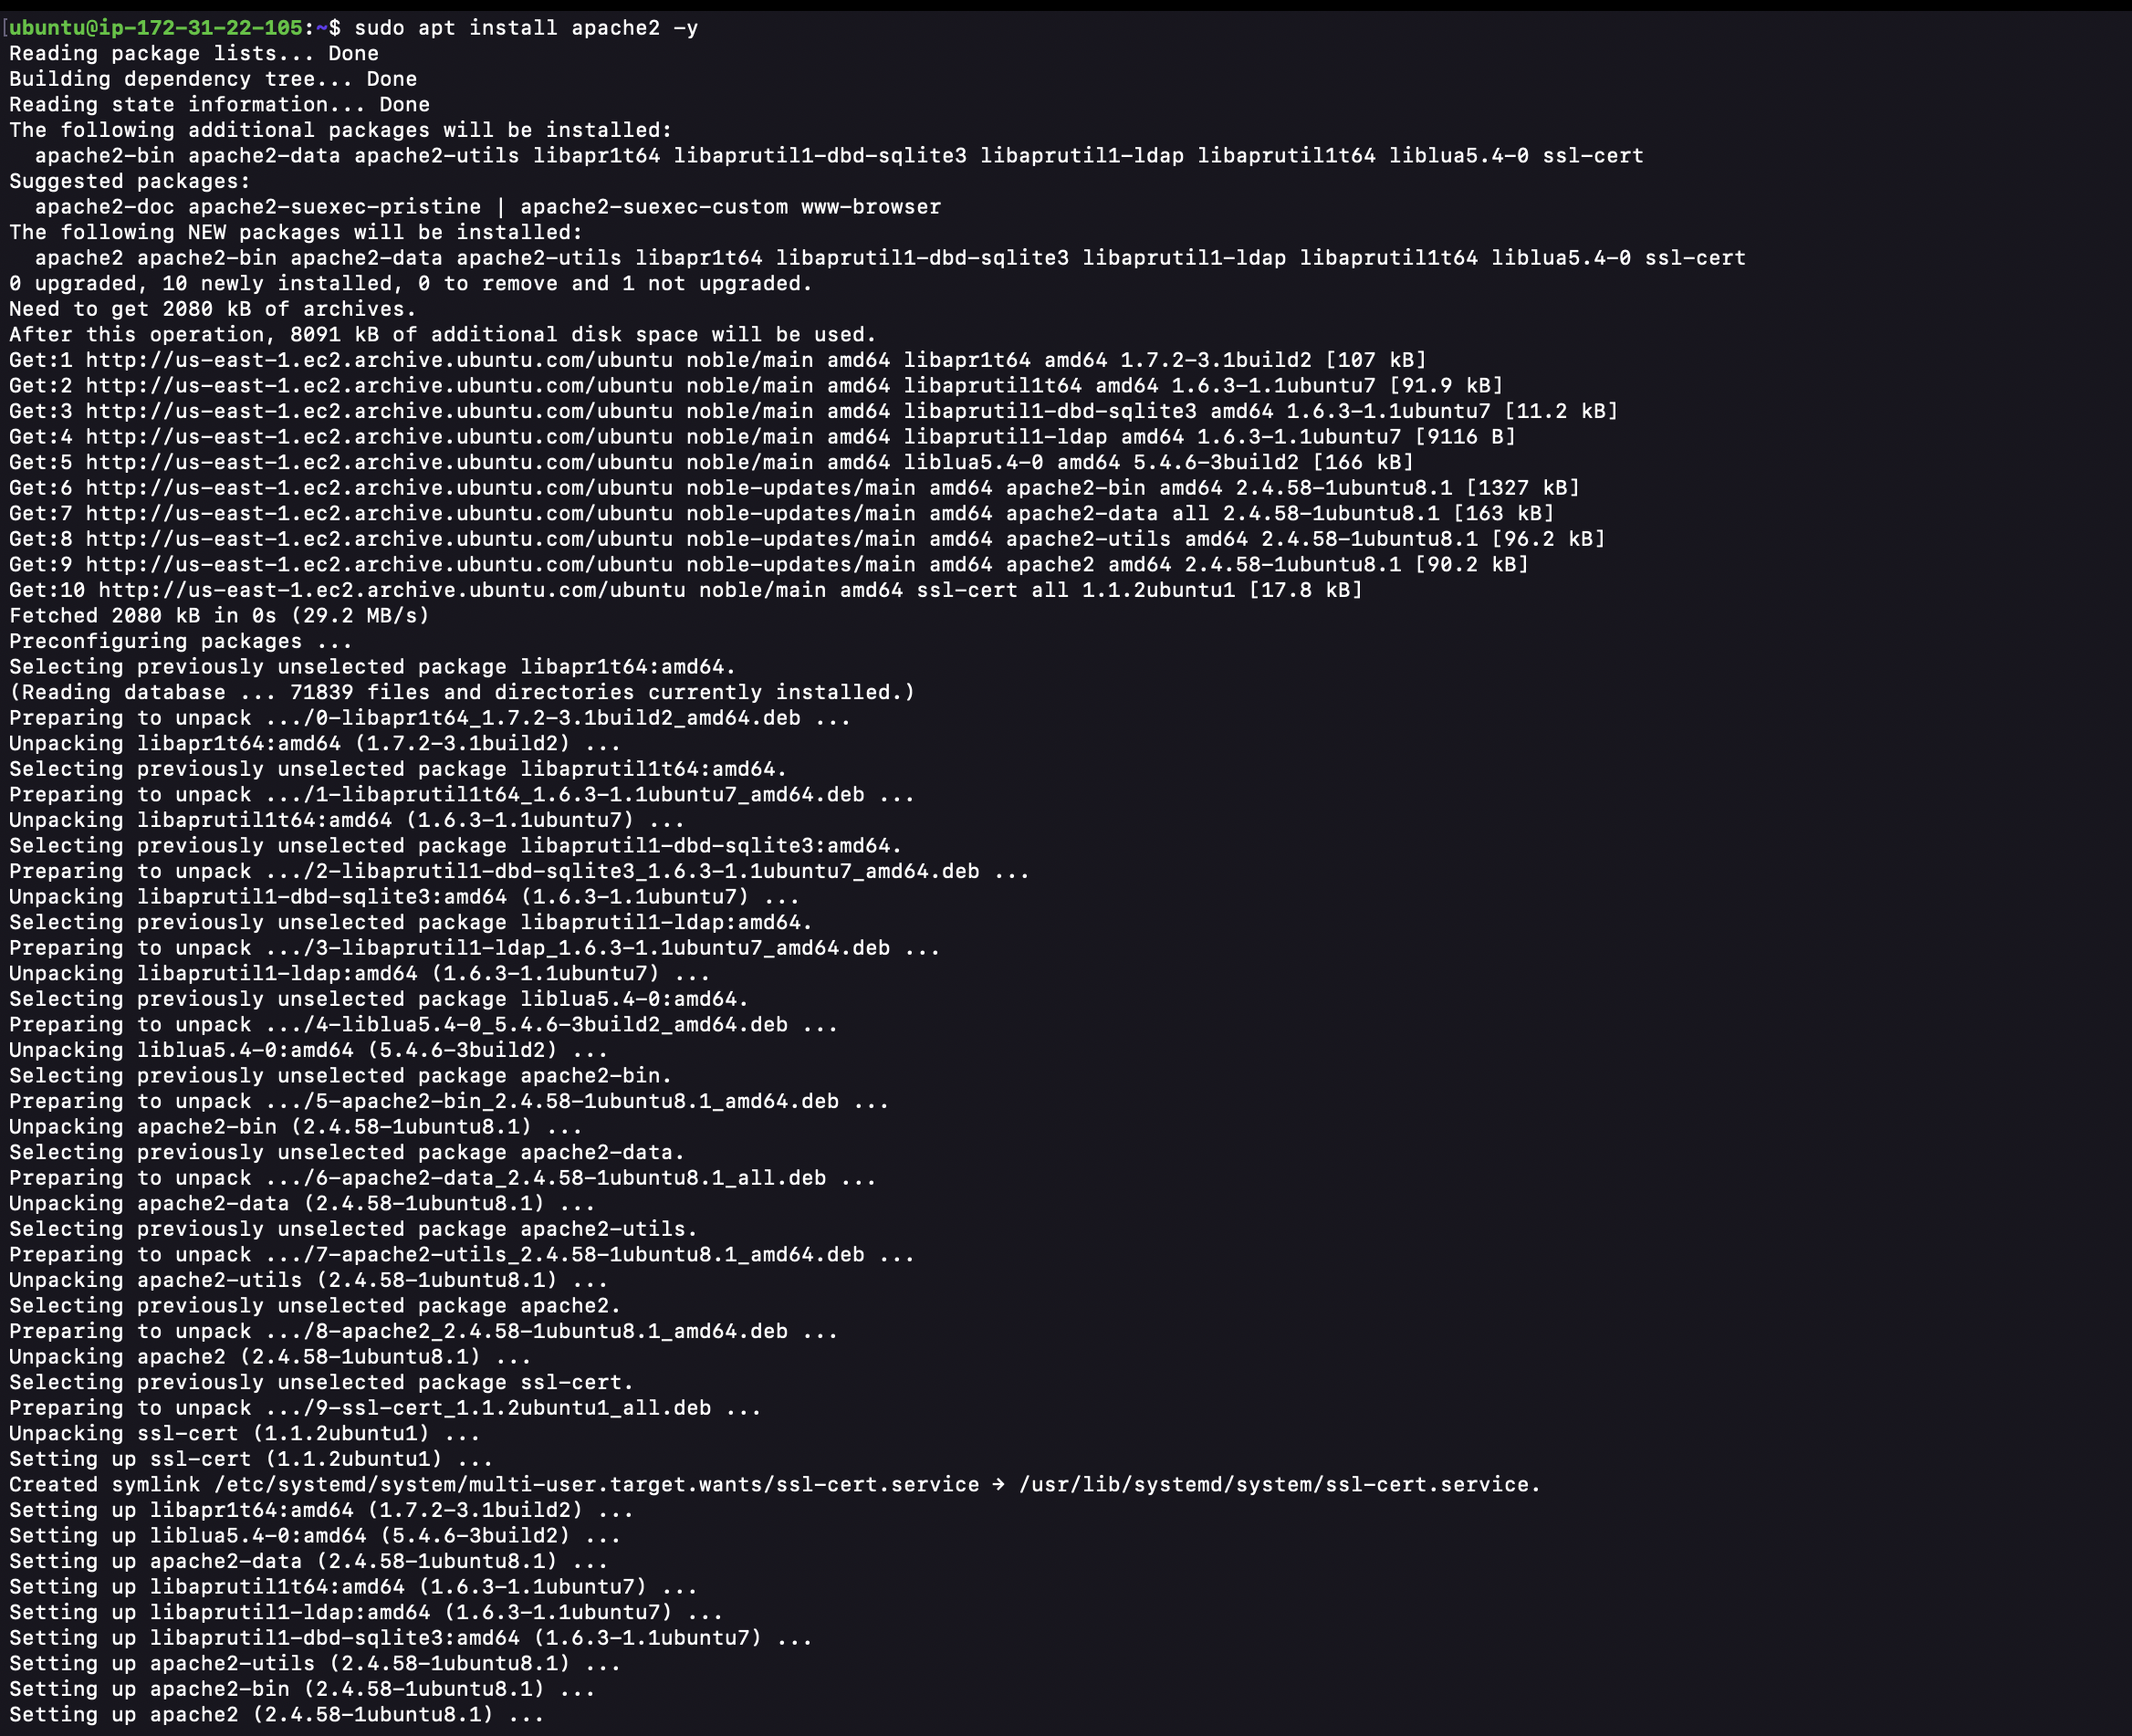 [ubuntu@ip-172-31-22-105:~$ sudo apt install apache2 -y
Reading package lists... Done
Building dependency tree... Done
Reading state information... Done
The following additional packages will be installed:
  apache2-bin apache2-data apache2-utils libapr1t64 libaprutil1-dbd-sqlite3 libaprutil1-ldap libaprutil1t64 liblua5.4-0 ssl-cert
Suggested packages:
  apache2-doc apache2-suexec-pristine | apache2-suexec-custom www-browser
The following NEW packages will be installed:
  apache2 apache2-bin apache2-data apache2-utils libapr1t64 libaprutil1-dbd-sqlite3 libaprutil1-ldap libaprutil1t64 liblua5.4-0 ssl-cert
0 upgraded, 10 newly installed, 0 to remove and 1 not upgraded.
Need to get 2080 kB of archives.
After this operation, 8091 kB of additional disk space will be used.
Get:1 http://us-east-1.ec2.archive.ubuntu.com/ubuntu noble/main amd64 libapr1t64 amd64 1.7.2-3.1build2 [107 kB]
Get:2 http://us-east-1.ec2.archive.ubuntu.com/ubuntu noble/main amd64 libaprutil1t64 amd64 1.6.3-1.1ubuntu7 [91.9 kB]
Get:3 http://us-east-1.ec2.archive.ubuntu.com/ubuntu noble/main amd64 libaprutil1-dbd-sqlite3 amd64 1.6.3-1.1ubuntu7 [11.2 kB]
Get:4 http://us-east-1.ec2.archive.ubuntu.com/ubuntu noble/main amd64 libaprutil1-ldap amd64 1.6.3-1.1ubuntu7 [9116 B]
Get:5 http://us-east-1.ec2.archive.ubuntu.com/ubuntu noble/main amd64 liblua5.4-0 amd64 5.4.6-3build2 [166 kB]
Get:6 http://us-east-1.ec2.archive.ubuntu.com/ubuntu noble-updates/main amd64 apache2-bin amd64 2.4.58-1ubuntu8.1 [1327 kB]
Get:7 http://us-east-1.ec2.archive.ubuntu.com/ubuntu noble-updates/main amd64 apache2-data all 2.4.58-1ubuntu8.1 [163 kB]
Get:8 http://us-east-1.ec2.archive.ubuntu.com/ubuntu noble-updates/main amd64 apache2-utils amd64 2.4.58-1ubuntu8.1 [96.2 kB]
Get:9 http://us-east-1.ec2.archive.ubuntu.com/ubuntu noble-updates/main amd64 apache2 amd64 2.4.58-1ubuntu8.1 [90.2 kB]
Get:10 http://us-east-1.ec2.archive.ubuntu.com/ubuntu noble/main amd64 ssl-cert all 1.1.2ubuntu1 [17.8 kB]
Fetched 2080 kB in 0s (29.2 MB/s)
Preconfiguring packages ...
Selecting previously unselected package libapr1t64:amd64.
(Reading database ... 71839 files and directories currently installed.)
Preparing to unpack .../0-libapr1t64_1.7.2-3.1build2_amd64.deb ...
Unpacking libapr1t64:amd64 (1.7.2-3.1build2) ...
Selecting previously unselected package libaprutil1t64:amd64.
Preparing to unpack .../1-libaprutil1t64_1.6.3-1.1ubuntu7_amd64.deb ...
Unpacking libaprutil1t64:amd64 (1.6.3-1.1ubuntu7) ...
Selecting previously unselected package libaprutil1-dbd-sqlite3:amd64.
Preparing to unpack .../2-libaprutil1-dbd-sqlite3_1.6.3-1.1ubuntu7_amd64.deb ...
Unpacking libaprutil1-dbd-sqlite3:amd64 (1.6.3-1.1ubuntu7) ...
Selecting previously unselected package libaprutil1-ldap:amd64.
Preparing to unpack .../3-libaprutil1-ldap_1.6.3-1.1ubuntu7_amd64.deb ...
Unpacking libaprutil1-ldap:amd64 (1.6.3-1.1ubuntu7) ...
Selecting previously unselected package liblua5.4-0:amd64.
Preparing to unpack .../4-liblua5.4-0_5.4.6-3build2_amd64.deb ...
Unpacking liblua5.4-0:amd64 (5.4.6-3build2) ...
Selecting previously unselected package apache2-bin.
Preparing to unpack .../5-apache2-bin_2.4.58-1ubuntu8.1_amd64.deb ...
Unpacking apache2-bin (2.4.58-1ubuntu8.1) ...
Selecting previously unselected package apache2-data.
Preparing to unpack .../6-apache2-data_2.4.58-1ubuntu8.1_all.deb ...
Unpacking apache2-data (2.4.58-1ubuntu8.1) ...
Selecting previously unselected package apache2-utils.
Preparing to unpack .../7-apache2-utils_2.4.58-1ubuntu8.1_amd64.deb ...
Unpacking apache2-utils (2.4.58-1ubuntu8.1) ...
Selecting previously unselected package apache2.
Preparing to unpack .../8-apache2_2.4.58-1ubuntu8.1_amd64.deb ...
Unpacking apache2 (2.4.58-1ubuntu8.1) ...
Selecting previously unselected package ssl-cert.
Preparing to unpack .../9-ssl-cert_1.1.2ubuntu1_all.deb ...
Unpacking ssl-cert (1.1.2ubuntu1) ...
Setting up ssl-cert (1.1.2ubuntu1) ...
Created symlink /etc/systemd/system/multi-user.target.wants/ssl-cert.service → /usr/lib/systemd/system/ssl-cert.service.
Setting up libapr1t64:amd64 (1.7.2-3.1build2) ...
Setting up liblua5.4-0:amd64 (5.4.6-3build2) ...
Setting up apache2-data (2.4.58-1ubuntu8.1) ...
Setting up libaprutil1t64:amd64 (1.6.3-1.1ubuntu7) ...
Setting up libaprutil1-ldap:amd64 (1.6.3-1.1ubuntu7) ...
Setting up libaprutil1-dbd-sqlite3:amd64 (1.6.3-1.1ubuntu7) ...
Setting up apache2-utils (2.4.58-1ubuntu8.1) ...
Setting up apache2-bin (2.4.58-1ubuntu8.1) ...
Setting up apache2 (2.4.58-1ubuntu8.1) ...